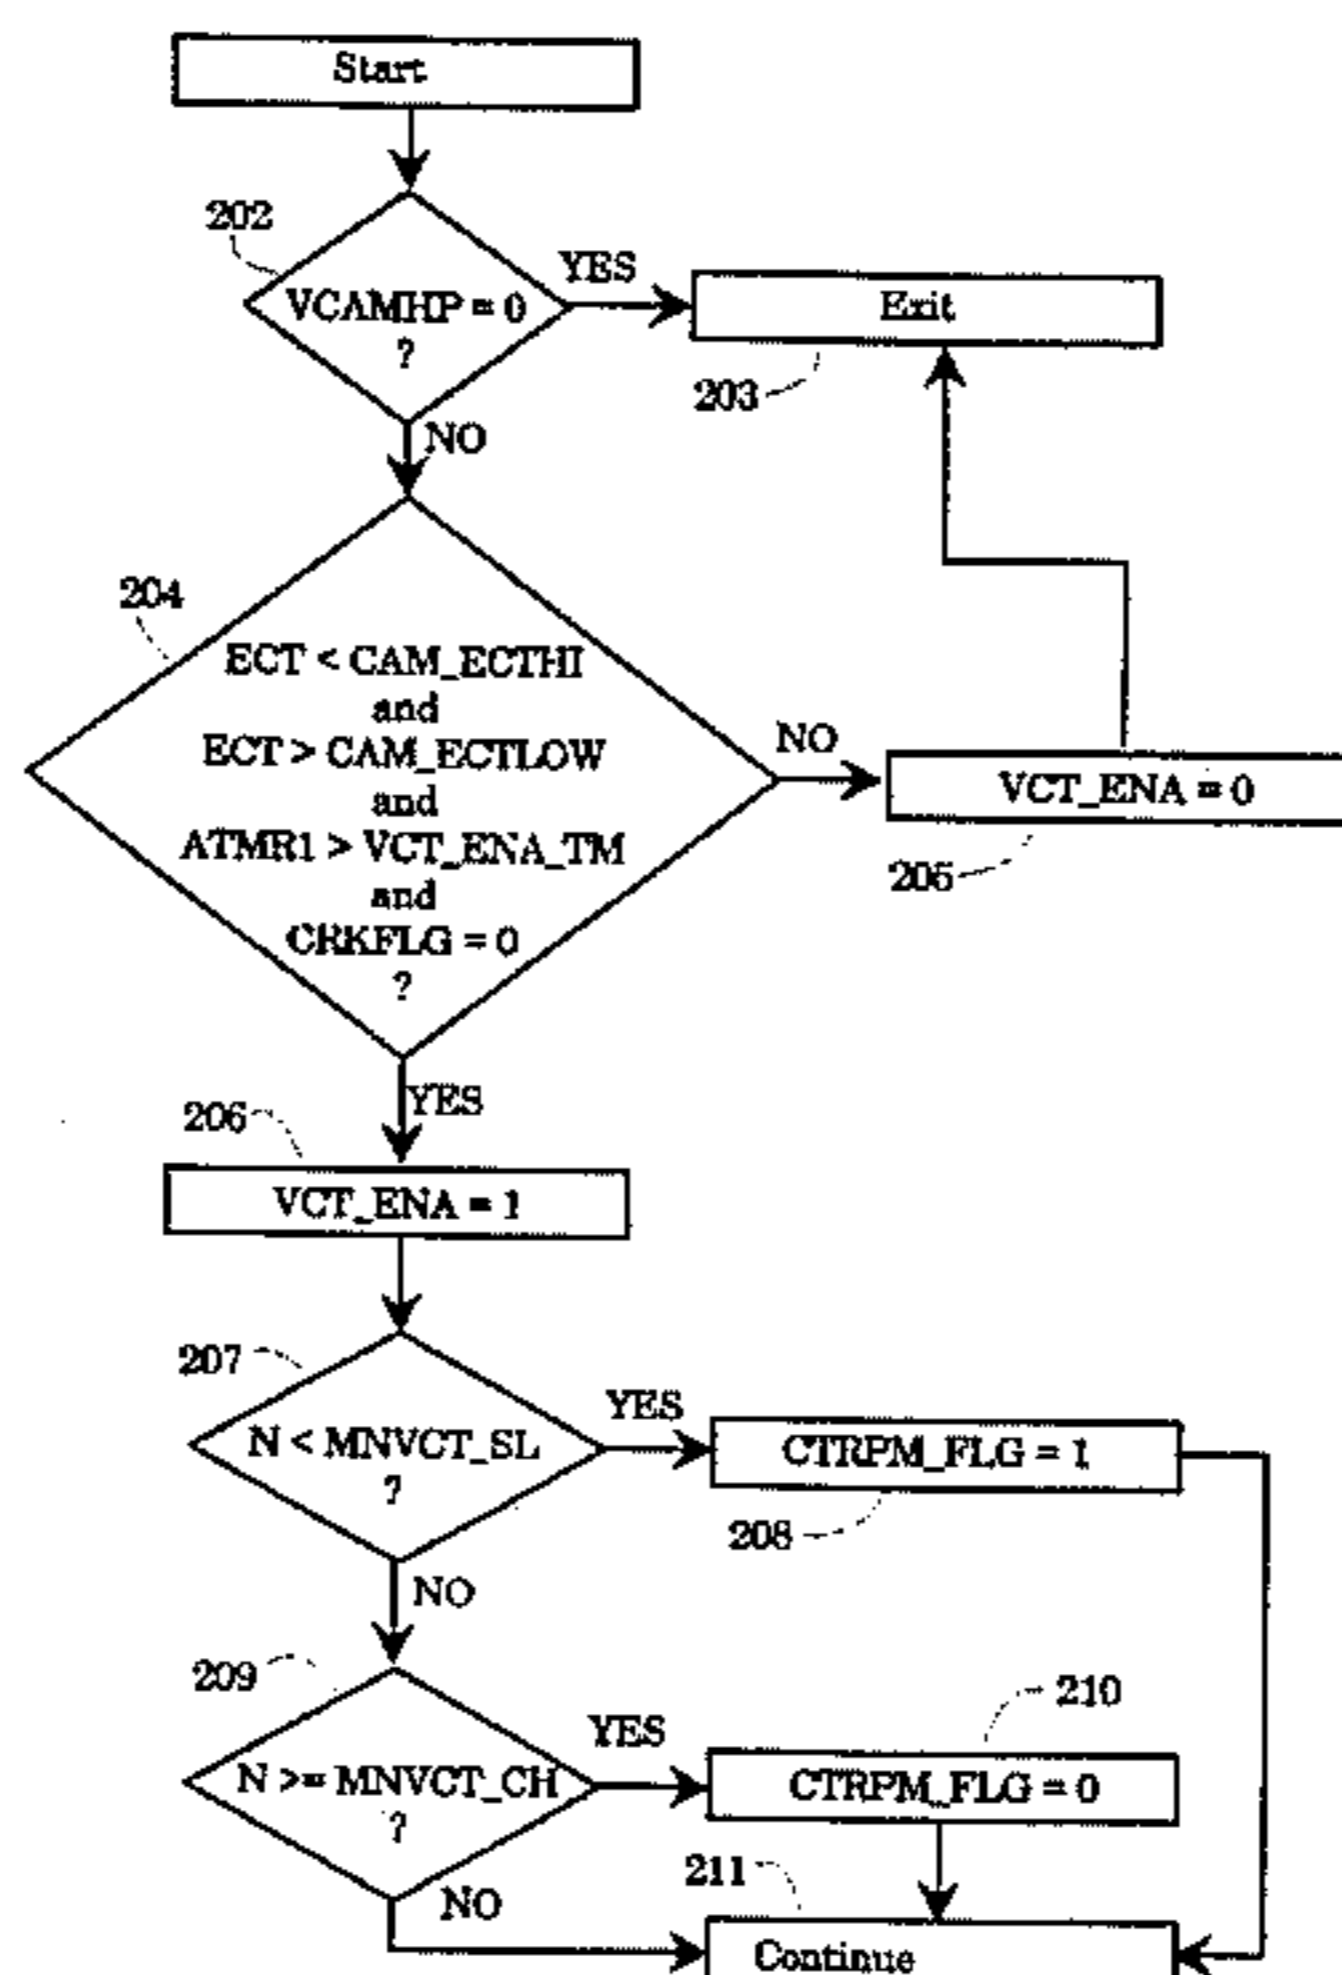 Start
202
VCAMHP = 0
?
YES
Exit
203
NO
204
ECT < CAM_ECTHI
and
ECT > CAM_ECTLOW
and
ATMR1 > VCT_ENA_TM
and
CRKFLG = 0
?
NO
VCT_ENA = 0
205
YES
206
VCT_ENA = 1
207
N < MNVCT_SL
?
YES
CTRPM_FLG = 1
208
NO
209
N >= MNVCT_CH
?
YES
210
CTRPM_FLG = 0
211
NO
Continue